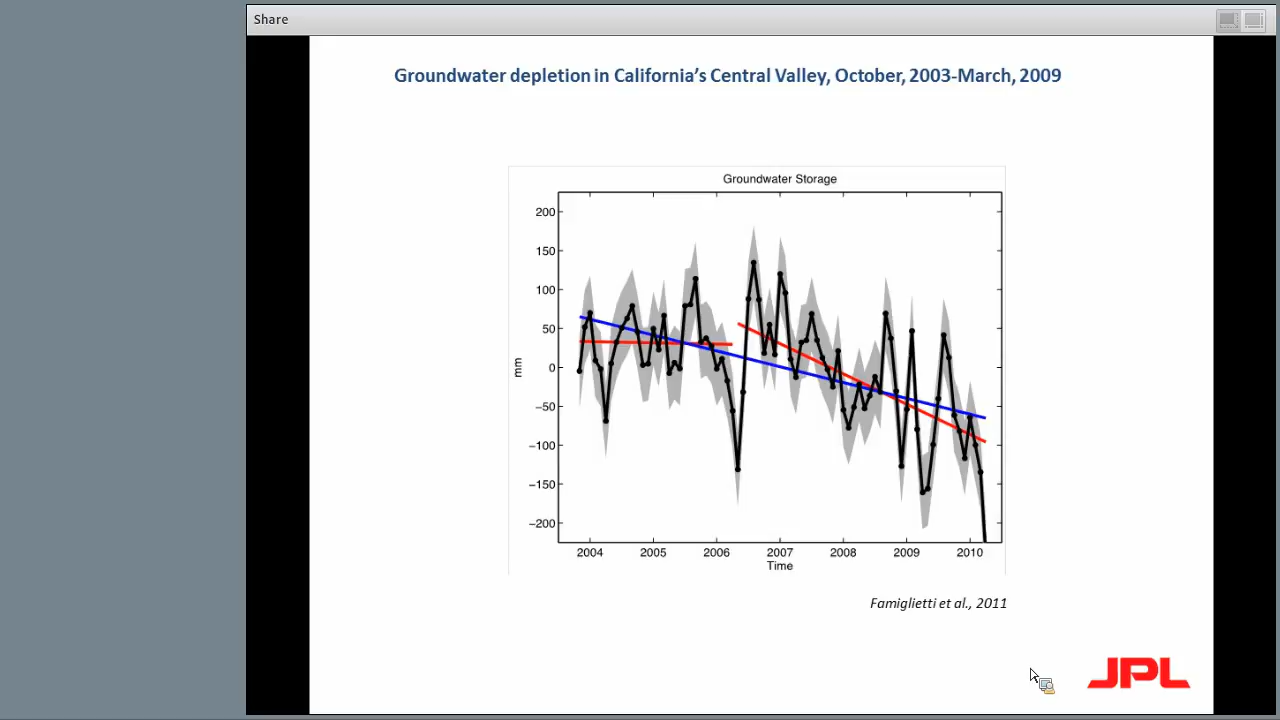 Share
Groundwater depletion in California's Central Valley, October, 2003-March, 2009
Groundwater Storage
200
150
100
50
0
−50
−100
−150
−200
mm
2004 2005 2006 2007 2008 2009 2010
Time
Famiglietti et al., 2011
JPL